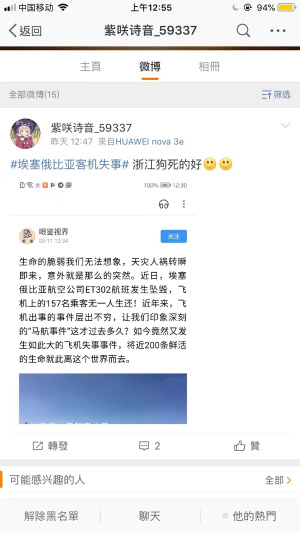 中国移动 上午12:55 94%
返回 紫咲诗音_59337
主頁 微博 相冊
全部微博(15) 筛选
紫咲诗音_59337
昨天 12:47 来自HUAWEI nova 3e
#埃塞俄比亚客机失事# 浙江狗死的好
100% 12:30
眼鉴视界
03-11 12:34
关注
生命的脆弱我们无法想象，天灾人祸转瞬
即来，意外就是那么的突然。近日，埃塞
俄比亚航空公司ET302航班发生坠毁，飞
机上的157名乘客无一人生还！近年来，飞
机出事的事件层出不穷，让我们印象深刻
的“马航事件”这才过去多久？如今竟然又发
生如此大的飞机失事事件，将近200条鲜活
的生命就此离这个世界而去。
轉發 2 贊
可能感兴趣的人 全部
解除黑名單 聊天 他的熱門